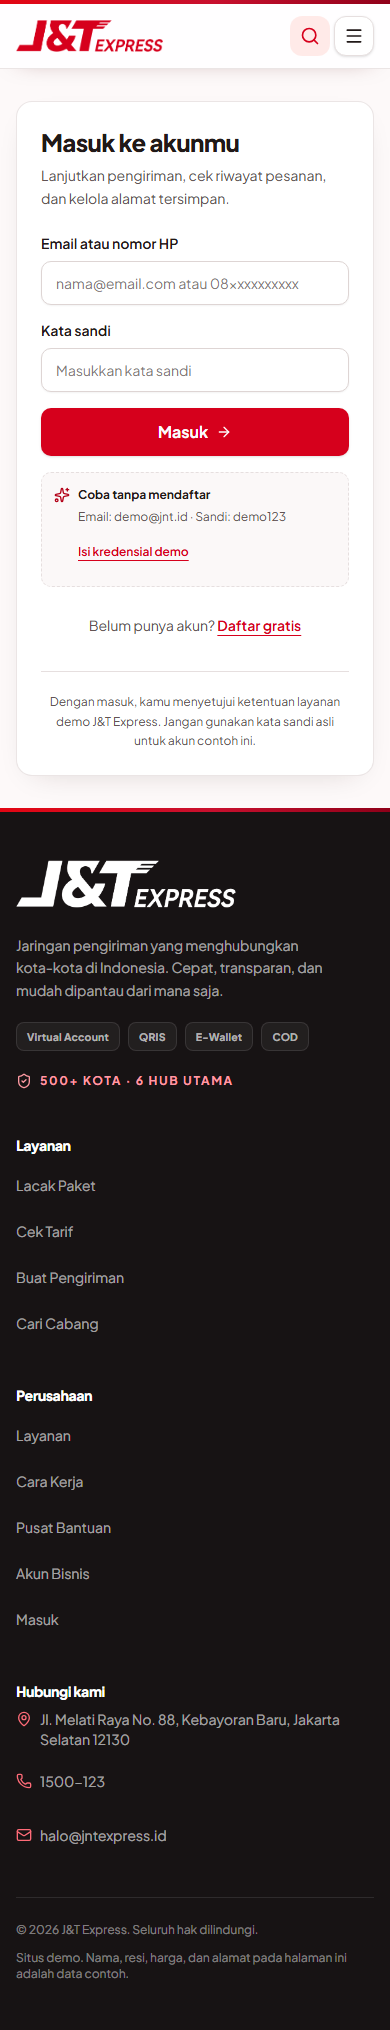 J&T EXPRESS
Masuk ke akunmu
Lanjutkan pengiriman, cek riwayat pesanan,
dan kelola alamat tersimpan.
Email atau nomor HP
nama@email.com atau 08xxxxxxxxxx
Kata sandi
Masukkan kata sandi
Masuk →
Coba tanpa mendaftar
Email: demo@jnt.id · Sandi: demo123
Isi kredensial demo
Belum punya akun? Daftar gratis
Dengan masuk, kamu menyetujui ketentuan layanan
demo J&T Express. Jangan gunakan kata sandi asli
untuk akun contoh ini.
J&T EXPRESS
Jaringan pengiriman yang menghubungkan
kota-kota di Indonesia. Cepat, transparan, dan
mudah dipantau dari mana saja.
Virtual Account QRIS E-Wallet COD
500+ KOTA · 6 HUB UTAMA
Layanan
Lacak Paket
Cek Tarif
Buat Pengiriman
Cari Cabang
Perusahaan
Layanan
Cara Kerja
Pusat Bantuan
Akun Bisnis
Masuk
Hubungi kami
Jl. Melati Raya No. 88, Kebayoran Baru, Jakarta
Selatan 12130
1500-123
halo@jntexpress.id
© 2026 J&T Express. Seluruh hak dilindungi.
Situs demo. Nama, resi, harga, dan alamat pada halaman ini
adalah data contoh.